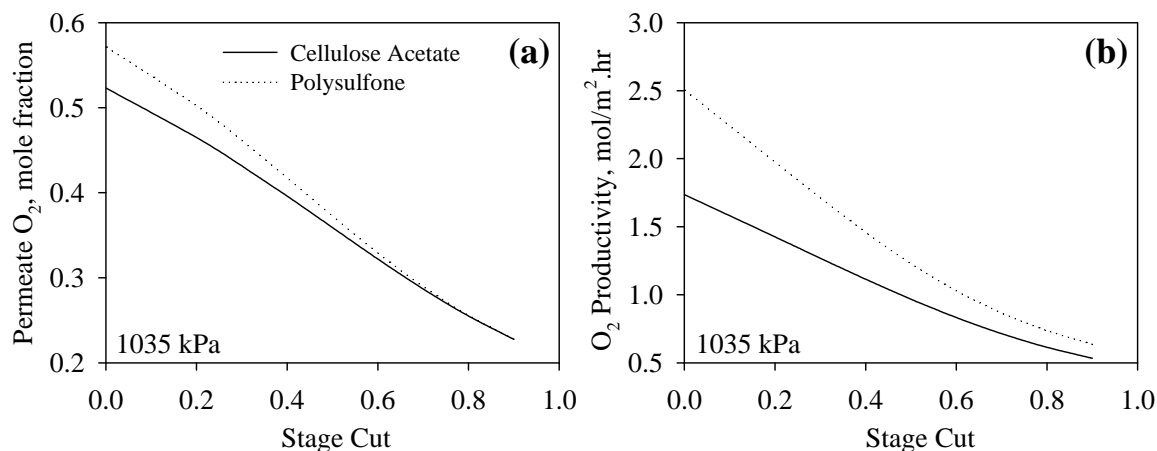 (a)
Cellulose Acetate
Polysulfone
Permeate O₂, mole fraction
0.6
0.5
0.4
0.3
0.2
1035 kPa
0.0 0.2 0.4 0.6 0.8 1.0
Stage Cut
(b)
O₂ Productivity, mol/m².hr
3.0
2.5
2.0
1.5
1.0
0.5
1035 kPa
0.0 0.2 0.4 0.6 0.8 1.0
Stage Cut